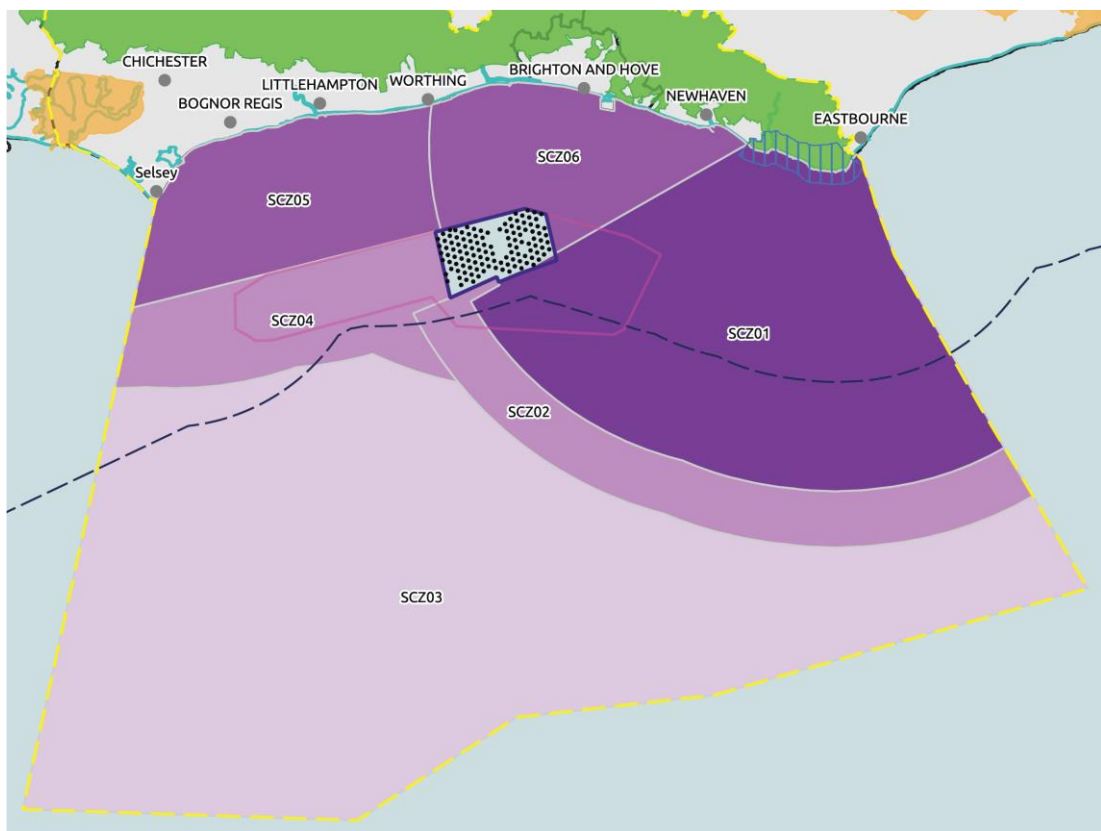 CHICHESTER
LITTLEHAMPTON
WORTHING
BRIGHTON AND HOVE
BOGNOR REGIS
NEWHAVEN
EASTBOURNE
Selsey
SCZ06
SCZ05
SCZ04
SCZ01
SCZ02
SCZ03